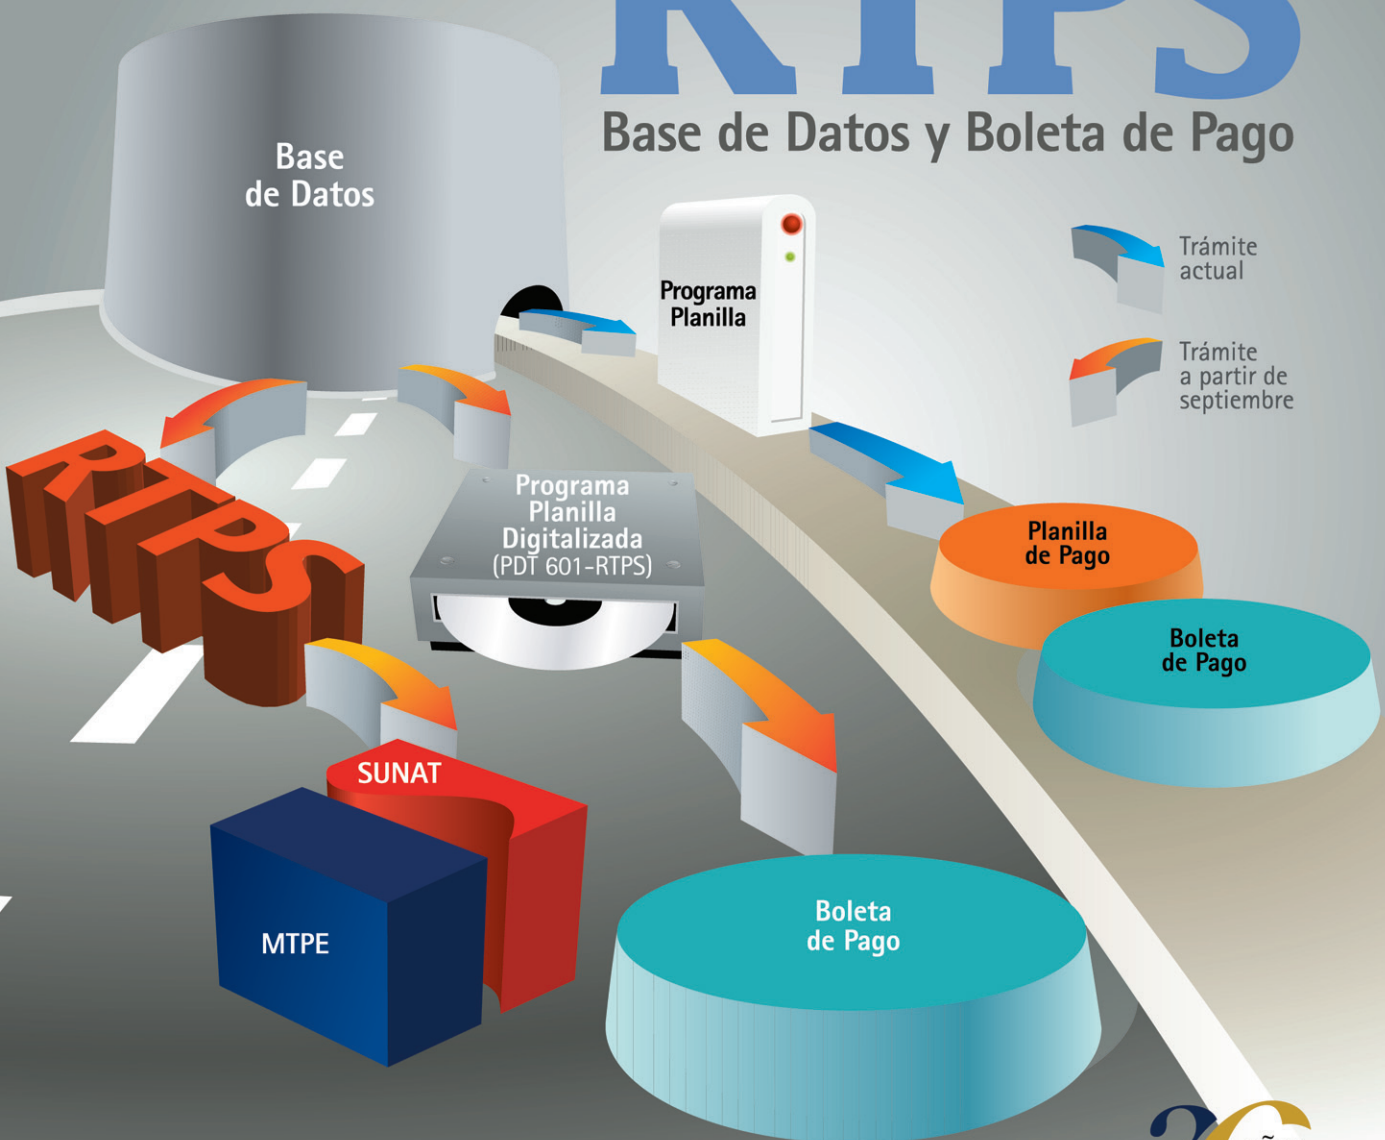 RTPS
Base de Datos y Boleta de Pago
Base
de Datos
Programa
Planilla
Trámite
actual
Trámite
a partir de
septiembre
RTPS
Programa
Planilla
Digitalizada
(PDT 601-RTPS)
Planilla
de Pago
Boleta
de Pago
SUNAT
MTPE
Boleta
de Pago